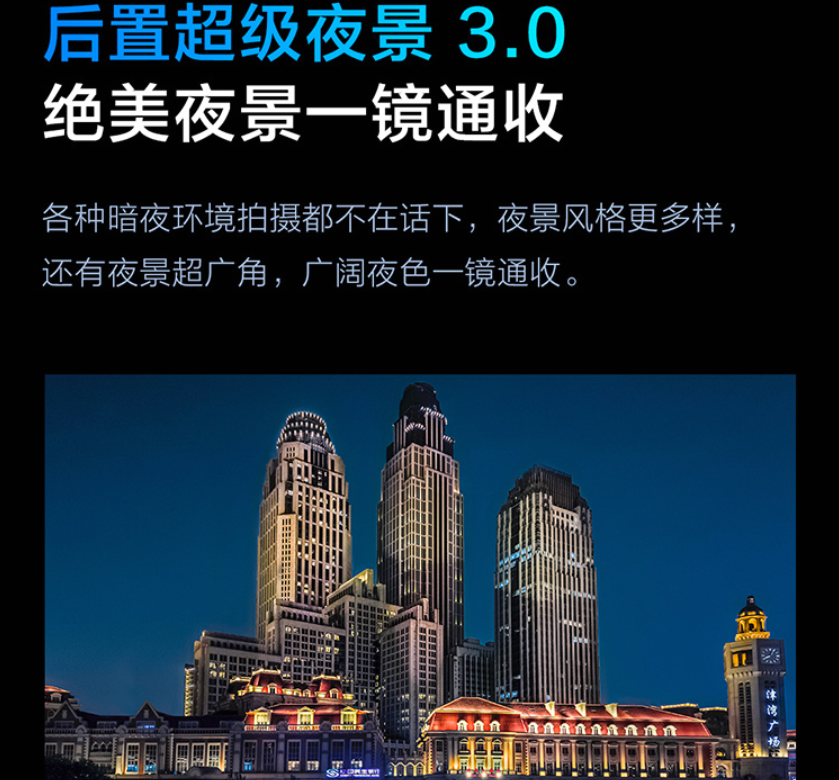 后置超级夜景 3.0
绝美夜景一镜通收
各种暗夜环境拍摄都不在话下，夜景风格更多样，
还有夜景超广角，广阔夜色一镜通收。
津湾广场